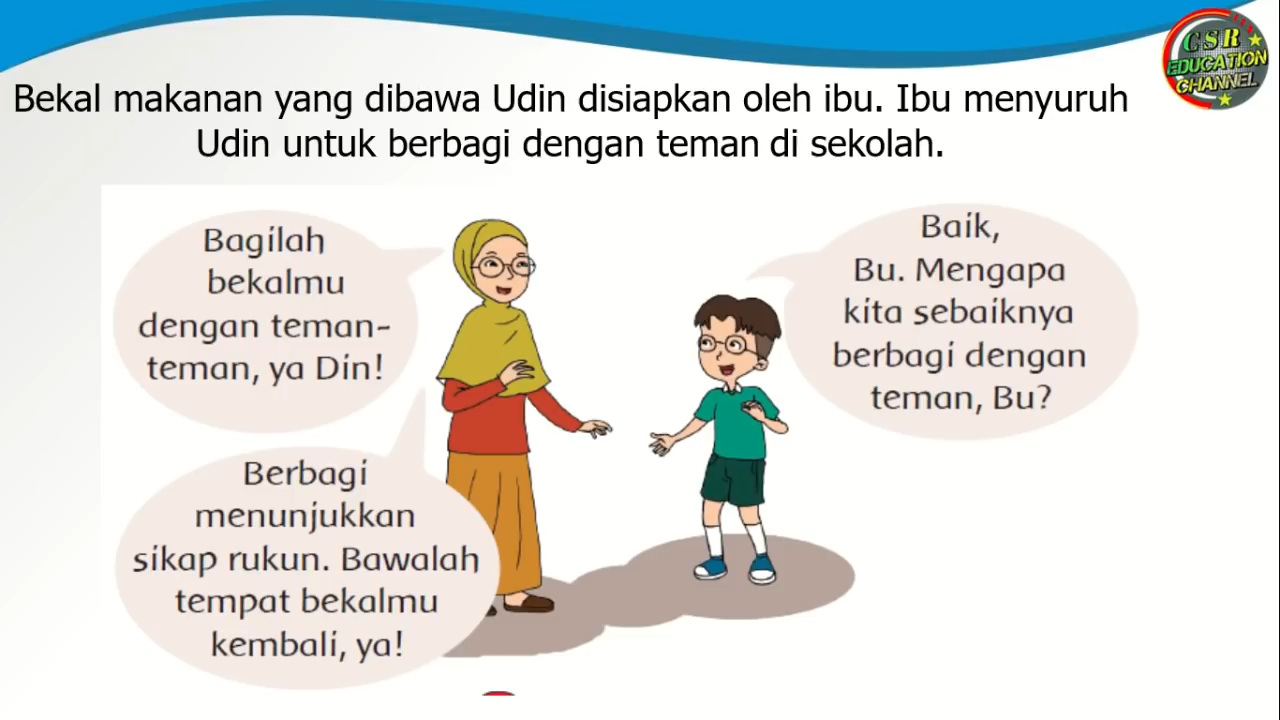 Bekal makanan yang dibawa Udin disiapkan oleh ibu. Ibu menyuruh
Udin untuk berbagi dengan teman di sekolah.
CSR
EDUCATION
CHANNEL
Bagilah
bekalmu
dengan teman-
teman, ya Din!
Baik,
Bu. Mengapa
kita sebaiknya
berbagi dengan
teman, Bu?
Berbagi
menunjukkan
sikap rukun. Bawalah
tempat bekalmu
kembali, ya!